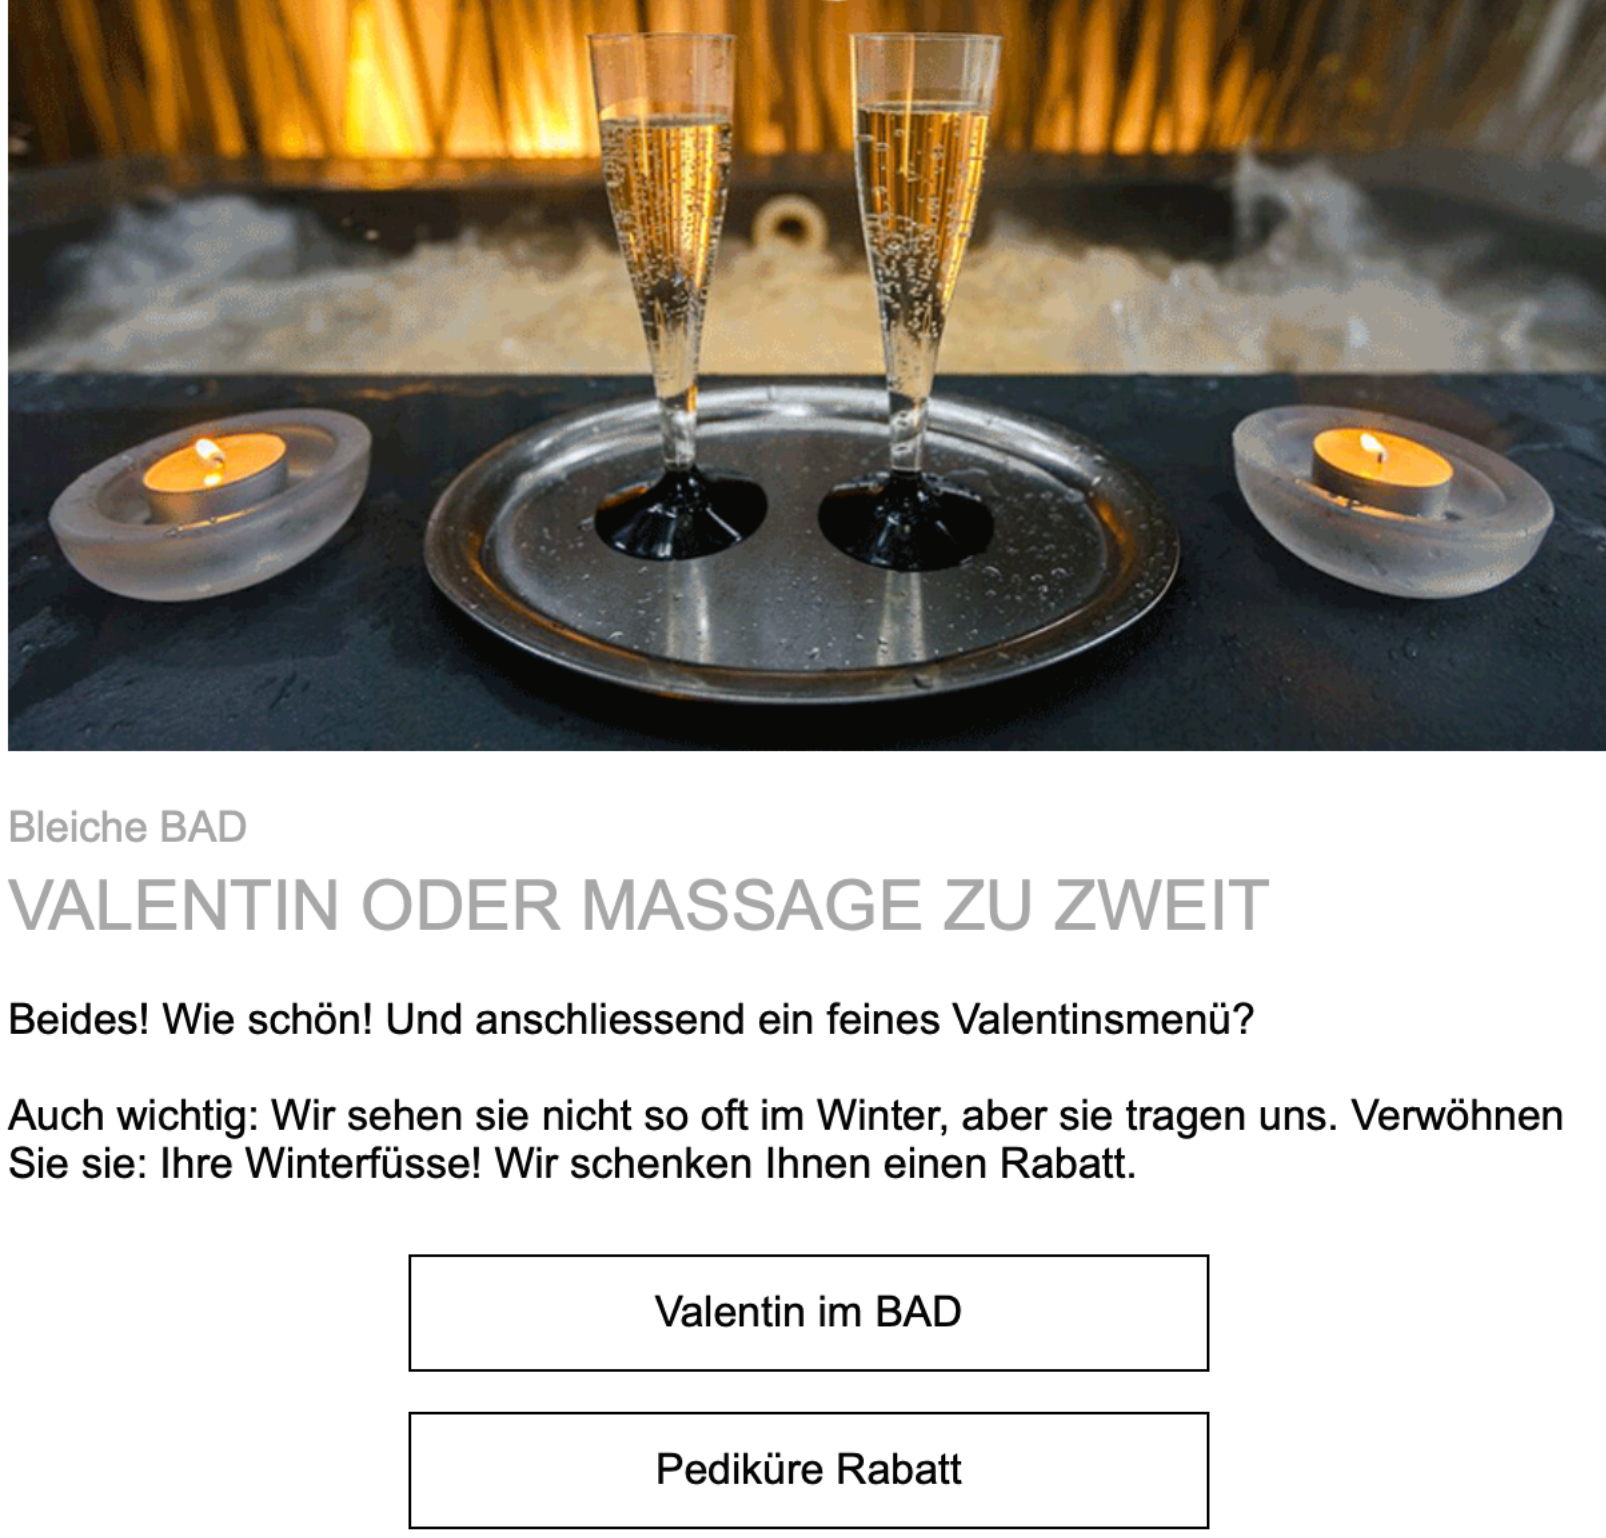 Bleiche BAD
VALENTIN ODER MASSAGE ZU ZWEIT
Beides! Wie schön! Und anschliessend ein feines Valentinsmenü?
Auch wichtig: Wir sehen sie nicht so oft im Winter, aber sie tragen uns. Verwöhnen
Sie sie: Ihre Winterfüsse! Wir schenken Ihnen einen Rabatt.
Valentin im BAD
Pediküre Rabatt